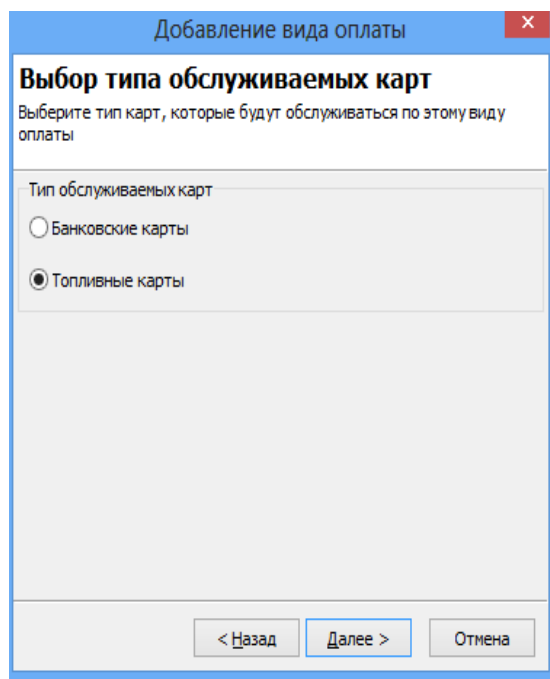 Добавление вида оплаты
Выбор типа обслуживаемых карт
Выберите тип карт, которые будут обслуживаться по этому виду
оплаты
Тип обслуживаемых карт
Банковские карты
Топливные карты
< Назад Далее > Отмена